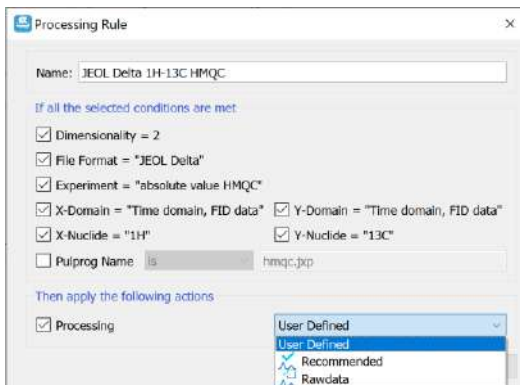 Processing Rule
Name: JEOL Delta 1H-13C HMQC
If all the selected conditions are met
Dimensionality = 2
File Format = "JEOL Delta"
Experiment = "absolute value HMQC"
X-Domain = "Time domain, FID data" Y-Domain = "Time domain, FID data"
X-Nuclide = "1H" Y-Nuclide = "13C"
Pulprog Name is hmqc.jxp
Then apply the following actions
Processing User Defined
User Defined
Recommended
Rawdata